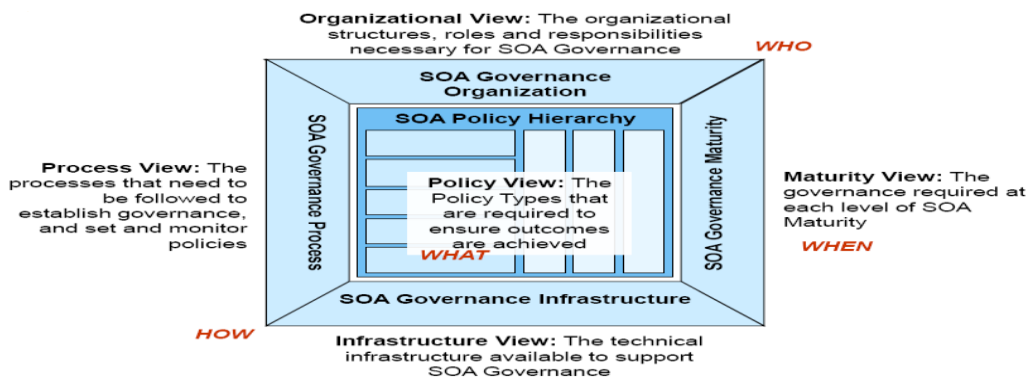 Organizational View: The organizational
structures, roles and responsibilities
necessary for SOA Governance
WHO
SOA Governance
Organization
SOA Policy Hierarchy
SOA Governance Process
Process View: The
processes that need to
be followed to
establish governance,
and set and monitor
policies
Policy View: The
Policy Types that
are required to
ensure outcomes
are achieved
WHAT
SOA Governance Maturity
Maturity View: The
governance required at
each level of SOA
Maturity
WHEN
SOA Governance Infrastructure
HOW
Infrastructure View: The technical
infrastructure available to support
SOA Governance